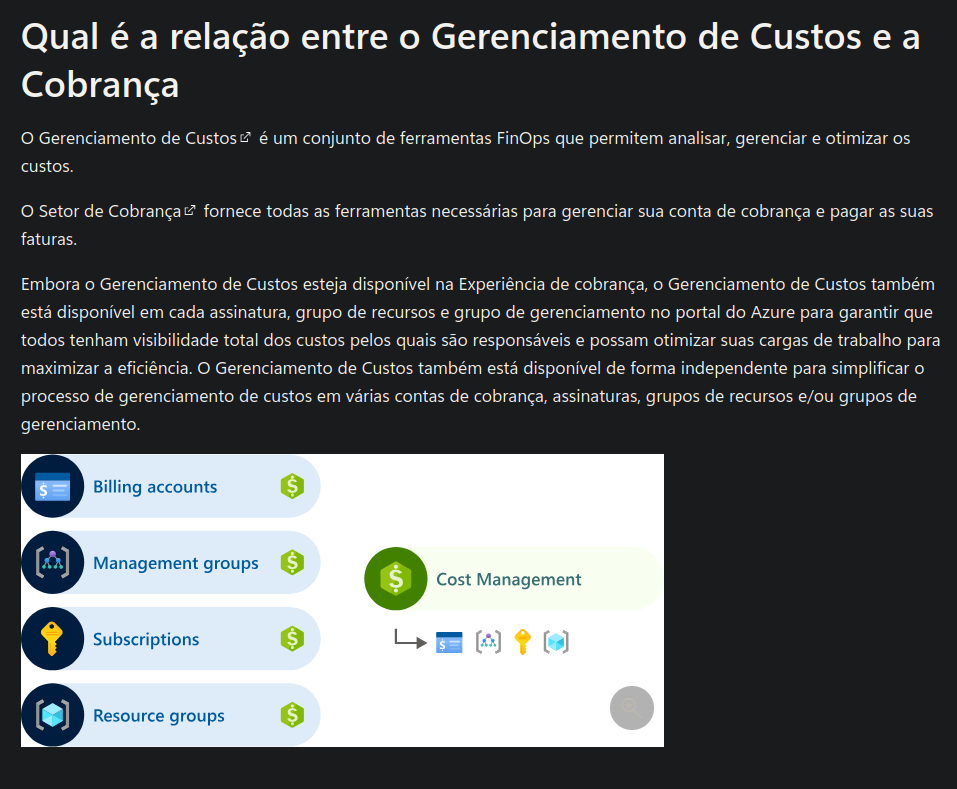 Qual é a relação entre o Gerenciamento de Custos e a
Cobrança
O Gerenciamento de Custos é um conjunto de ferramentas FinOps que permitem analisar, gerenciar e otimizar os
custos.
O Setor de Cobrança fornece todas as ferramentas necessárias para gerenciar sua conta de cobrança e pagar as suas
faturas.
Embora o Gerenciamento de Custos esteja disponível na Experiência de cobrança, o Gerenciamento de Custos também
está disponível em cada assinatura, grupo de recursos e grupo de gerenciamento no portal do Azure para garantir que
todos tenham visibilidade total dos custos pelos quais são responsáveis e possam otimizar suas cargas de trabalho para
maximizar a eficiência. O Gerenciamento de Custos também está disponível de forma independente para simplificar o
processo de gerenciamento de custos em várias contas de cobrança, assinaturas, grupos de recursos e/ou grupos de
gerenciamento.
Billing accounts
Management groups
Subscriptions
Resource groups
Cost Management